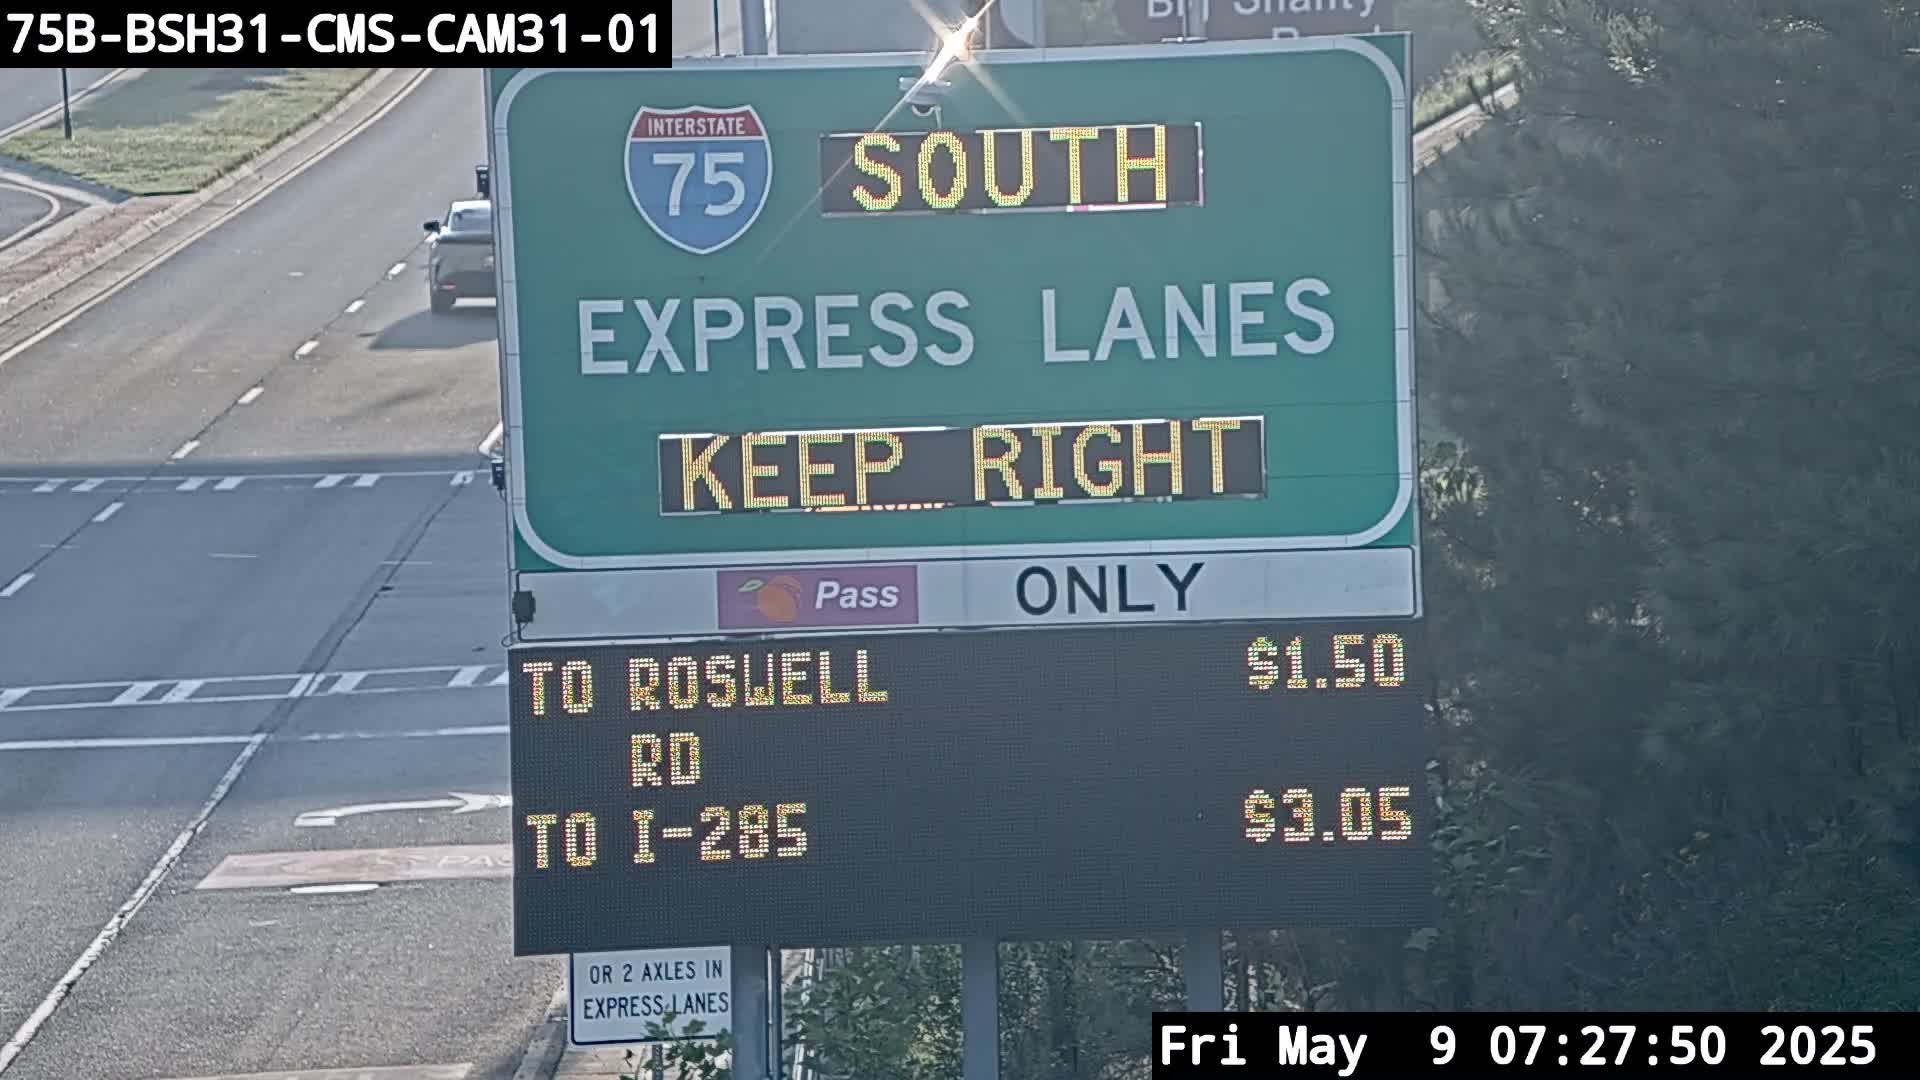 75B-BSH31-CMS-CAM31-01
Shanty
INTERSTATE
75
SOUTH
EXPRESS LANES
KEEP RIGHT
Pass ONLY
TO ROSWELL $1.50
RD
TO I-285 $3.05
OR 2 AXLES IN
EXPRESS LANES
Fri May 9 07:27:50 2025